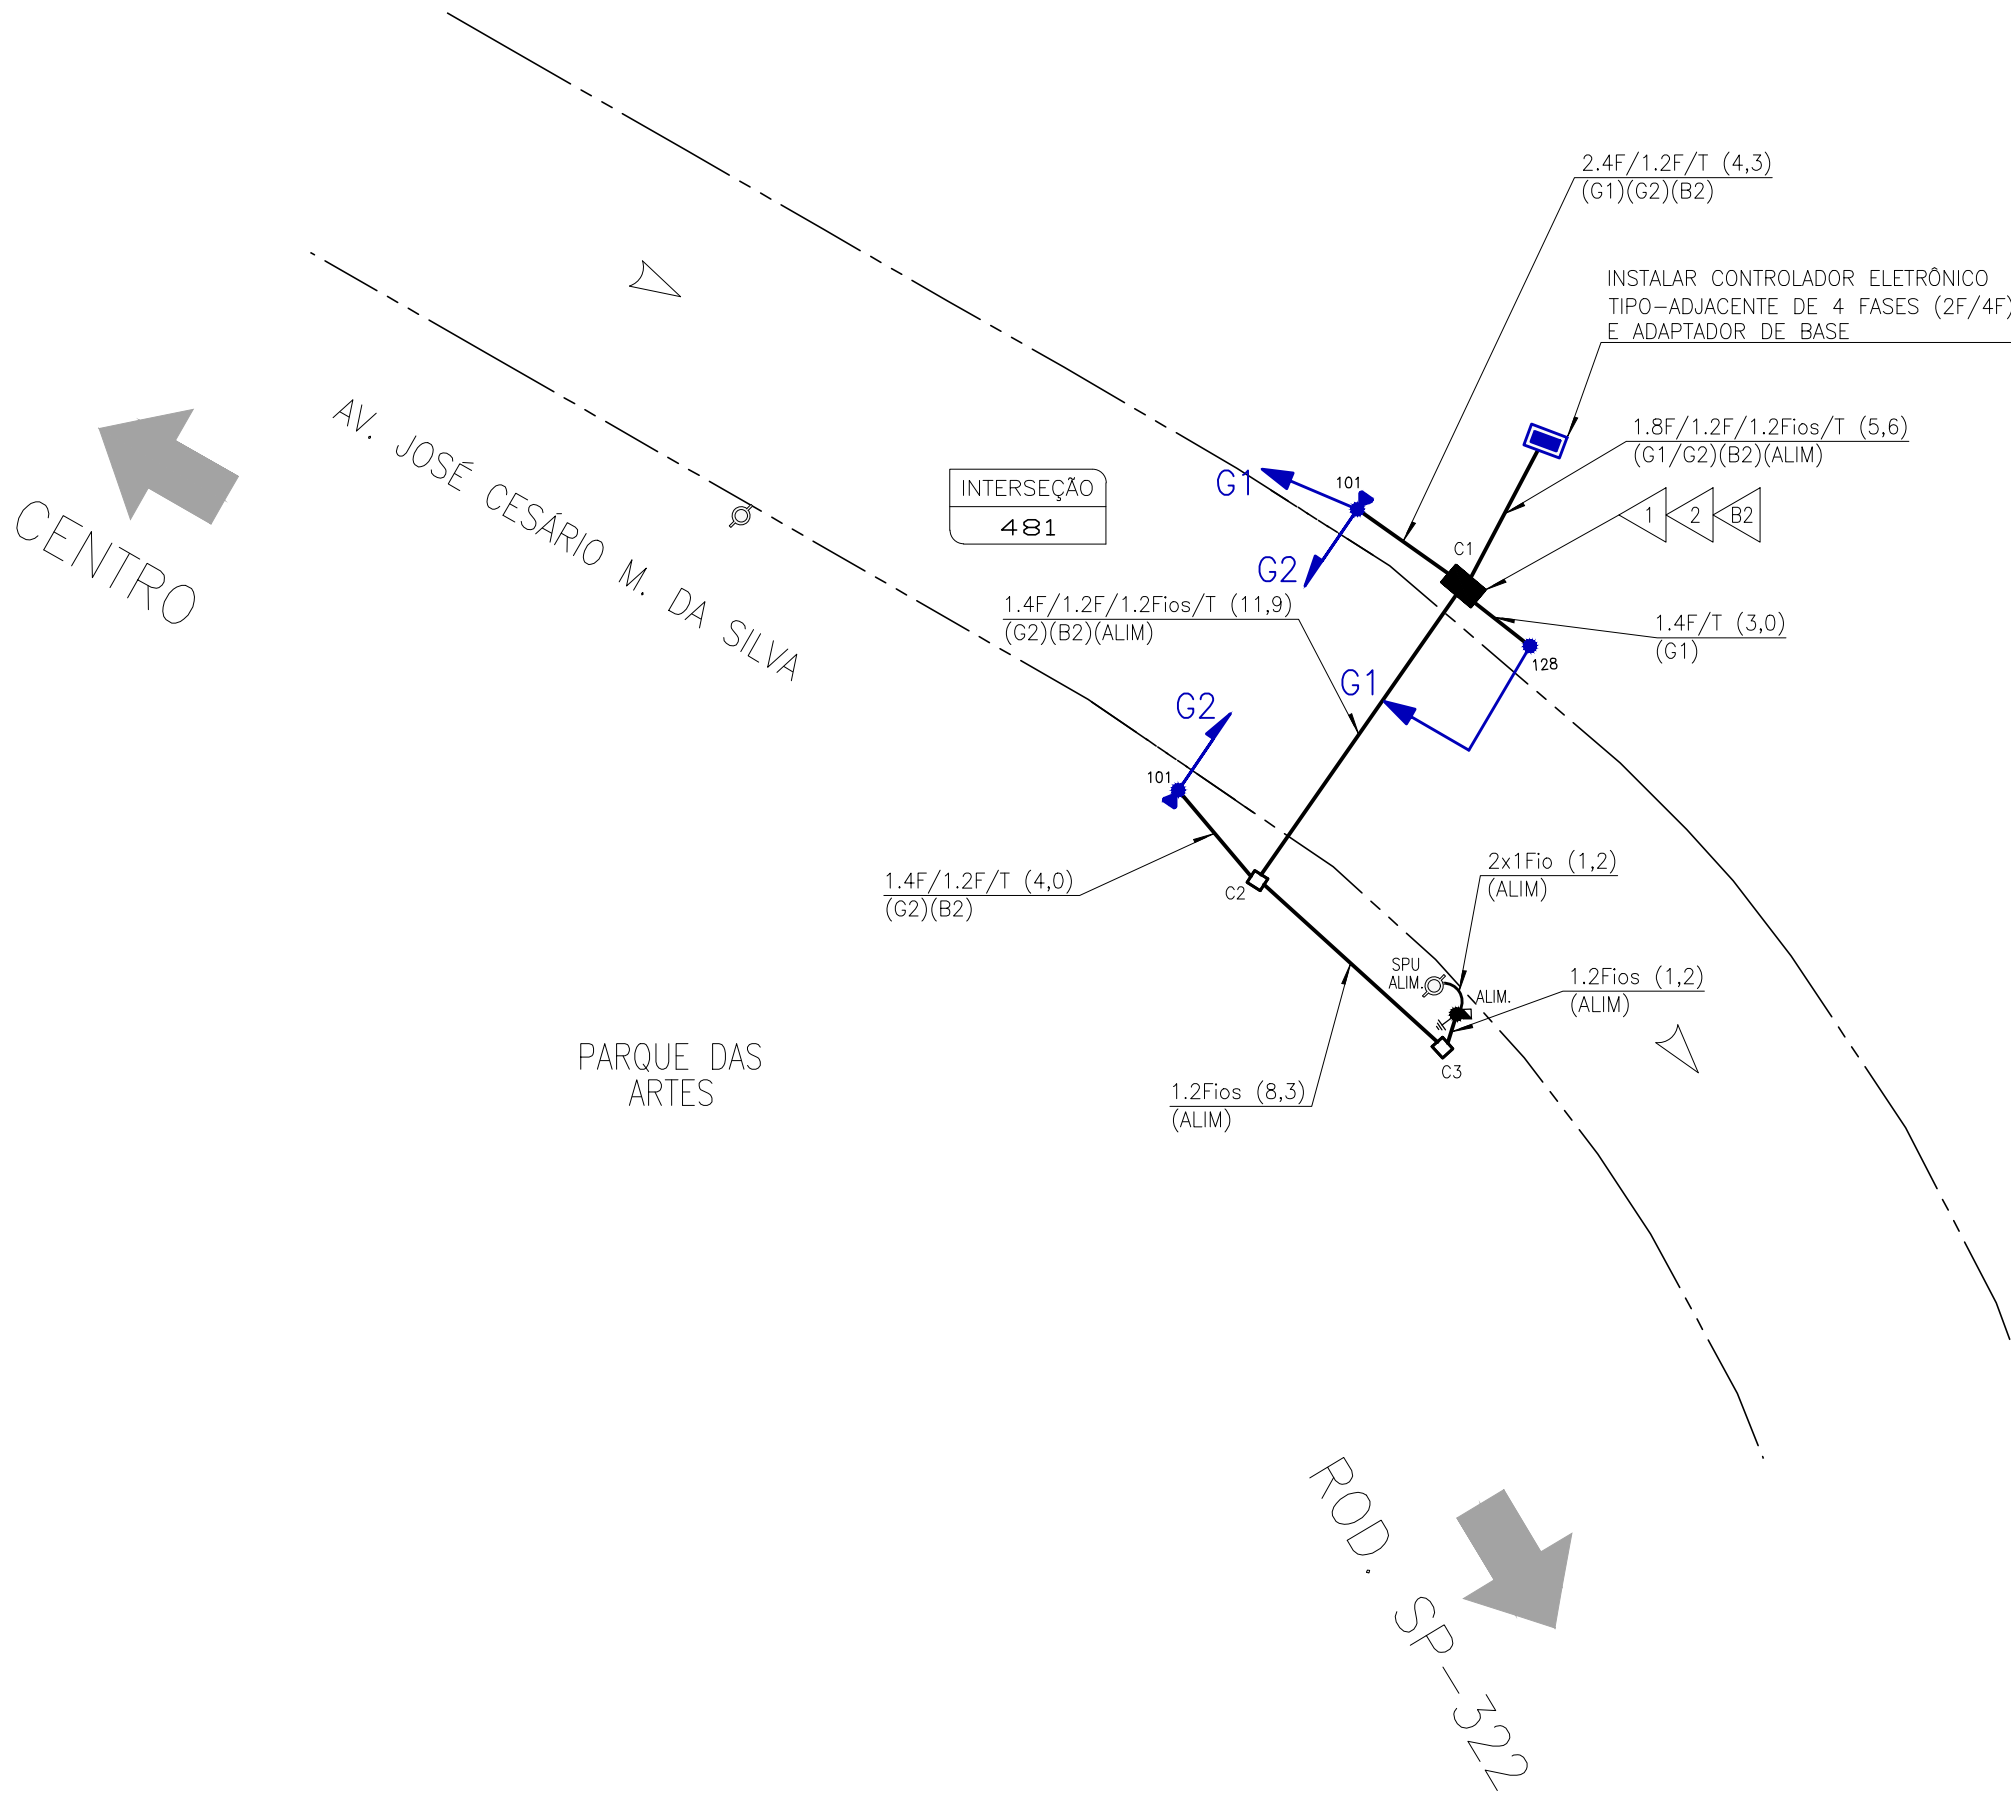 2.4F/1.2F/T (4,3)
(G1)(G2)(B2)
INSTALAR CONTROLADOR ELETRÔNICO
TIPO-ADJACENTE DE 4 FASES (2F/4F)
E ADAPTADOR DE BASE
1.8F/1.2F/1.2Fios/T (5,6)
(G1/G2)(B2)(ALIM)
AV. JOSÉ CESÁRIO M. DA SILVA
CENTRO
INTERSEÇÃO
481
G1
101
G2
1
2
B2
C1
1.4F/1.2F/1.2Fios/T (11,9)
(G2)(B2)(ALIM)
1.4F/T (3,0)
(G1)
128
G1
G2
101
1.4F/1.2F/T (4,0)
(G2)(B2)
C2
2x1Fio (1,2)
(ALIM)
SPU
ALIM.
ALIM.
1.2Fios (1,2)
(ALIM)
C3
PARQUE DAS
ARTES
1.2Fios (8,3)
(ALIM)
ROD. SP-322